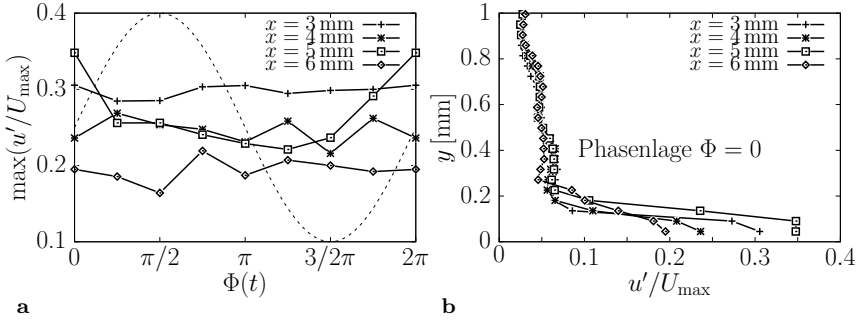 0.4
0.3
0.2
0.1
max(u′/U_max)
x = 3 mm
x = 4 mm
x = 5 mm
x = 6 mm
0
π/2
π
3/2π
2π
Φ(t)
a
1
0.8
0.6
0.4
0.2
0
y [mm]
x = 3 mm
x = 4 mm
x = 5 mm
x = 6 mm
Phasenlage Φ = 0
0
0.1
0.2
0.3
0.4
u′/U_max
b